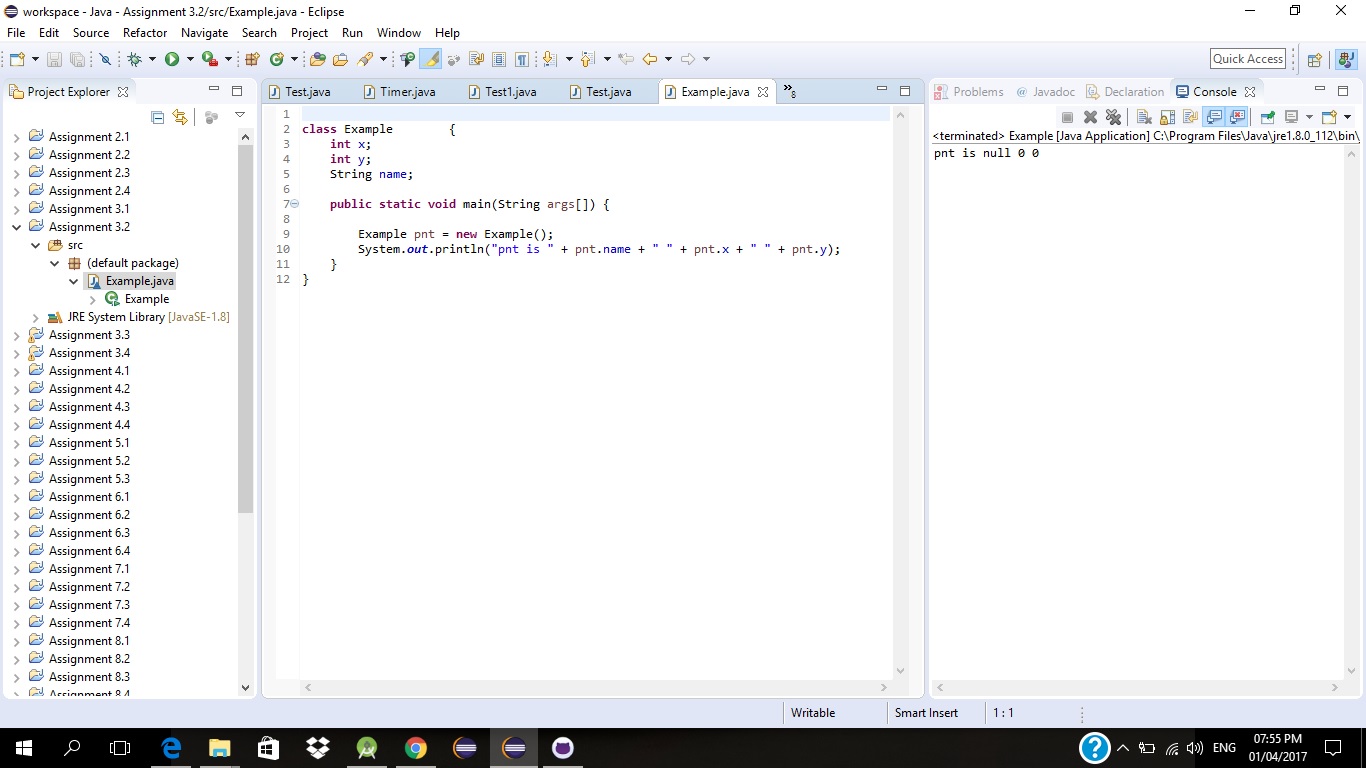 workspace - Java - Assignment 3.2/src/Example.java - Eclipse
File Edit Source Refactor Navigate Search Project Run Window Help
Quick Access
Project Explorer
Assignment 2.1
Assignment 2.2
Assignment 2.3
Assignment 2.4
Assignment 3.1
Assignment 3.2
src
(default package)
Example.java
Example
JRE System Library [JavaSE-1.8]
Assignment 3.3
Assignment 3.4
Assignment 4.1
Assignment 4.2
Assignment 4.3
Assignment 4.4
Assignment 5.1
Assignment 5.2
Assignment 5.3
Assignment 6.1
Assignment 6.2
Assignment 6.3
Assignment 6.4
Assignment 7.1
Assignment 7.2
Assignment 7.3
Assignment 7.4
Assignment 8.1
Assignment 8.2
Assignment 8.3
Assignment 8.4
Test.java Timer.java Test1.java Test.java Example.java »8
1
2 class Example {
3 int x;
4 int y;
5 String name;
6
7 public static void main(String args[]) {
8
9 Example pnt = new Example();
10 System.out.println("pnt is " + pnt.name + " " + pnt.x + " " + pnt.y);
11 }
12 }
Problems @ Javadoc Declaration Console
<terminated> Example [Java Application] C:\Program Files\Java\jre1.8.0_112\bin\
pnt is null 0 0
Writable Smart Insert 1 : 1
ENG 07:55 PM
01/04/2017